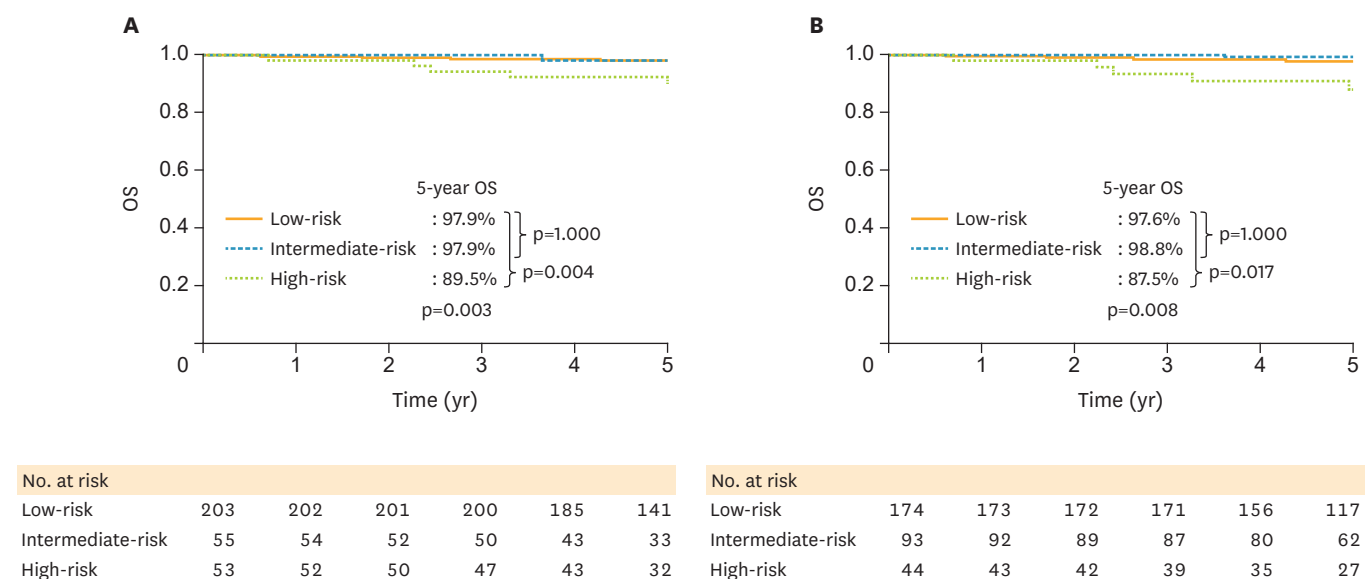 A
1.0
0.8
0.6
0.4
0.2
OS
5-year OS
Low-risk : 97.9%
Intermediate-risk : 97.9%
High-risk : 89.5%
p=1.000
p=0.004
p=0.003
0 1 2 3 4 5
Time (yr)
No. at risk
Low-risk 203 202 201 200 185 141
Intermediate-risk 55 54 52 50 43 33
High-risk 53 52 50 47 43 32
B
1.0
0.8
0.6
0.4
0.2
OS
5-year OS
Low-risk : 97.6%
Intermediate-risk : 98.8%
High-risk : 87.5%
p=1.000
p=0.017
p=0.008
0 1 2 3 4 5
Time (yr)
No. at risk
Low-risk 174 173 172 171 156 117
Intermediate-risk 93 92 89 87 80 62
High-risk 44 43 42 39 35 27